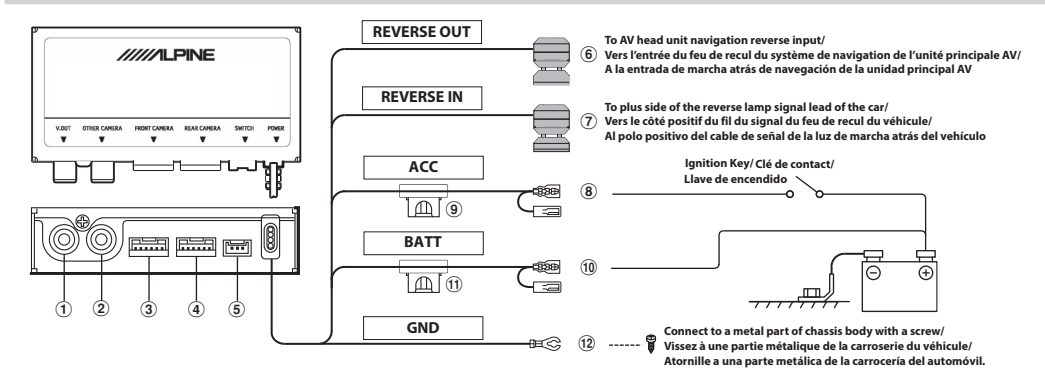 REVERSE OUT
⑥
To AV head unit navigation reverse input/
Vers l'entrée du feu de recul du système de navigation de l'unité principale AV/
A la entrada de marcha atrás de navegación de la unidad principal AV
ALPINE
V.OUT OTHER CAMERA FRONT CAMERA REAR CAMERA SWITCH POWER
REVERSE IN
⑦
To plus side of the reverse lamp signal lead of the car/
Vers le côté positif du fil du signal du feu de recul du véhicule/
Al polo positivo del cable de señal de la luz de marcha atrás del vehículo
ACC
⑧
⑨
Ignition Key/ Clé de contact/
Llave de encendido
① ② ③ ④ ⑤
BATT
⑩
⑪
− +
GND
⑫
Connect to a metal part of chassis body with a screw/
Vissez à une partie métalique de la carroserie du véhicule/
Atornille a una parte metálica de la carrocería del automóvil.